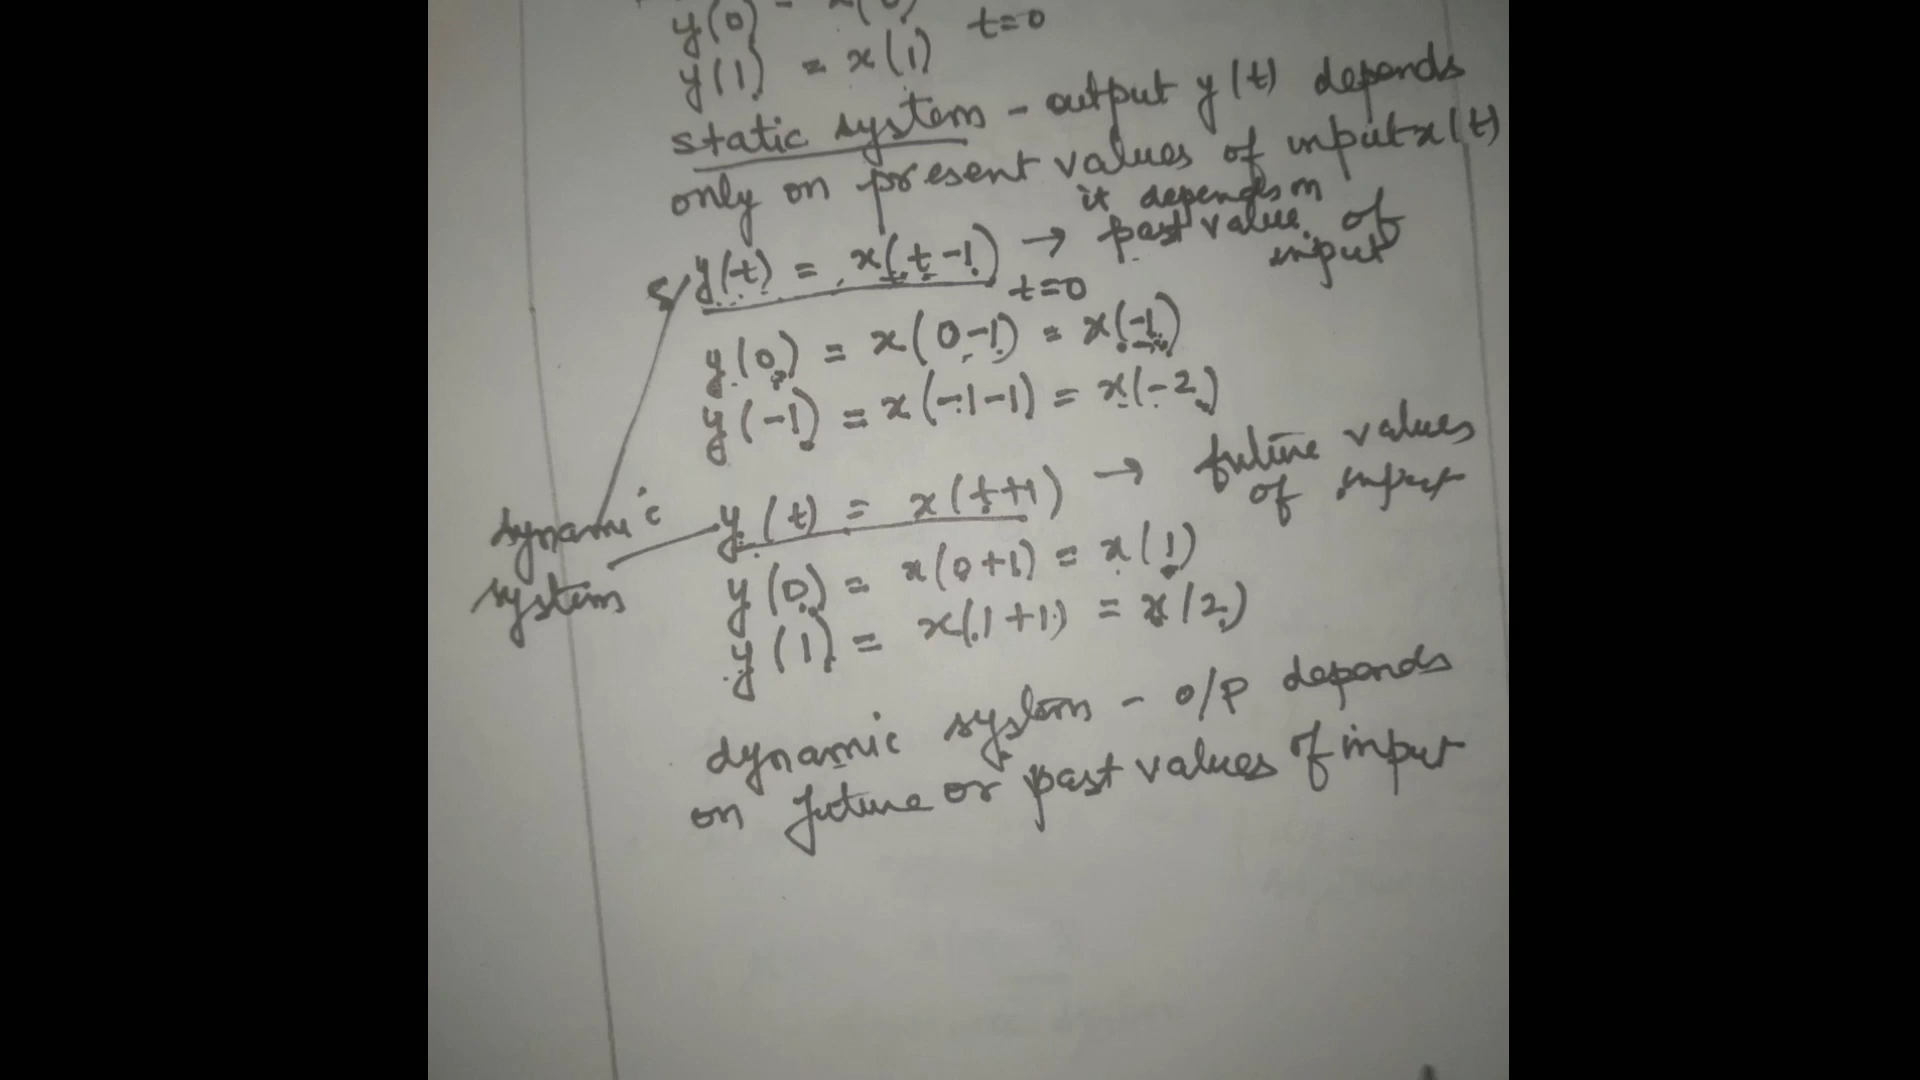 y(0) = x(0) t=0
y(1) = x(1)
static system - output y(t) depends
only on present values of input x(t)
y(t) = x(t-1) → it depends on
past value of
input
t=0
y(0) = x(0-1) = x(-1)
y(-1) = x(-1-1) = x(-2)
dynamic
system
y(t) = x(t+1) → future values
of input
y(0) = x(0+1) = x(1)
y(1) = x(1+1) = x(2)
dynamic system - o/p depends
on future or past values of input